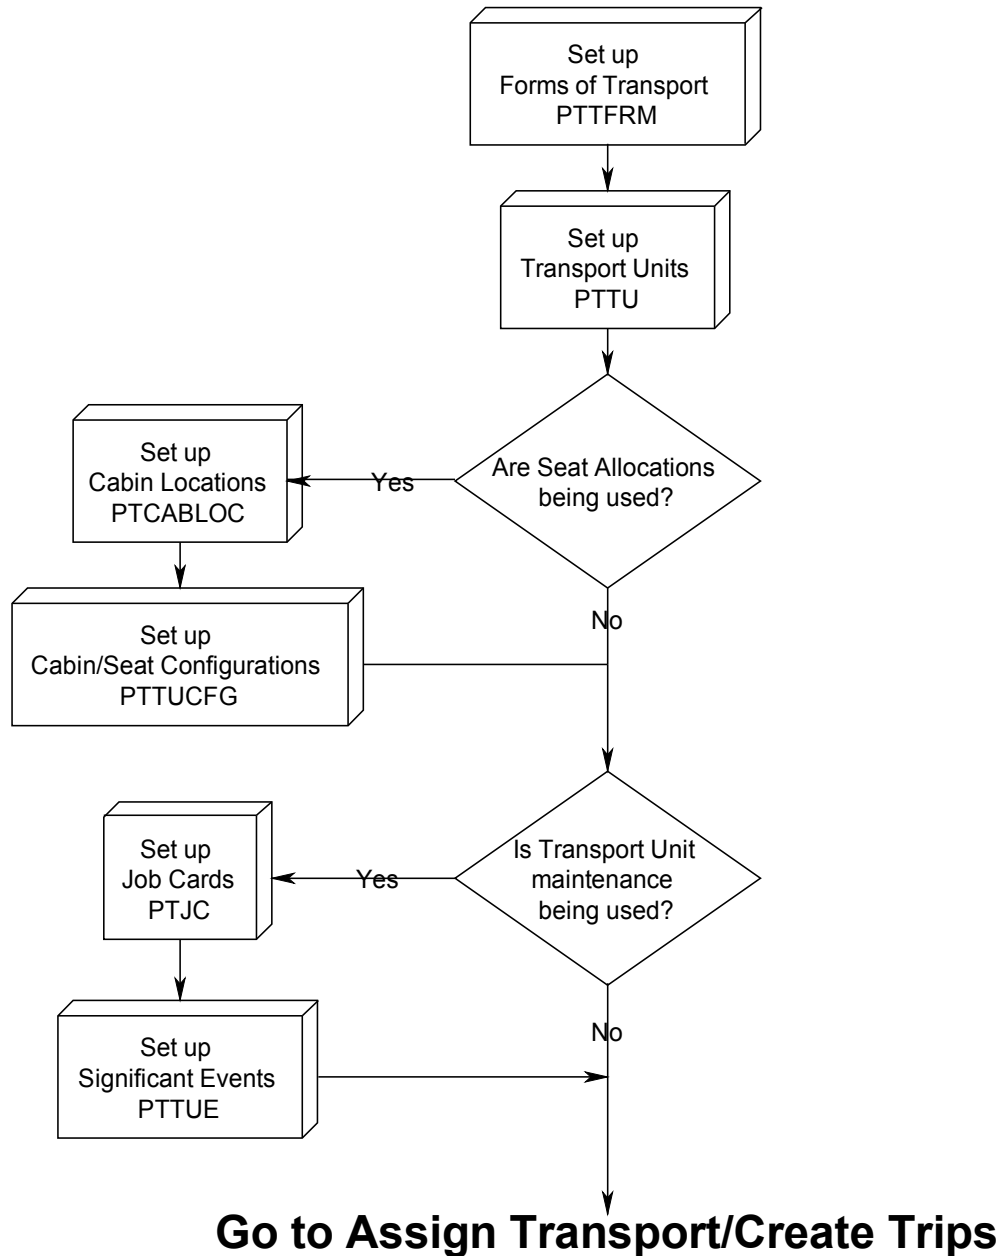 Set up
Forms of Transport
PTTFRM
Set up
Transport Units
PTTU
Are Seat Allocations
being used?
Yes
Set up
Cabin Locations
PTCABLOC
Set up
Cabin/Seat Configurations
PTTUCFG
No
Is Transport Unit
maintenance
being used?
Yes
Set up
Job Cards
PTJC
Set up
Significant Events
PTTUE
No
Go to Assign Transport/Create Trips